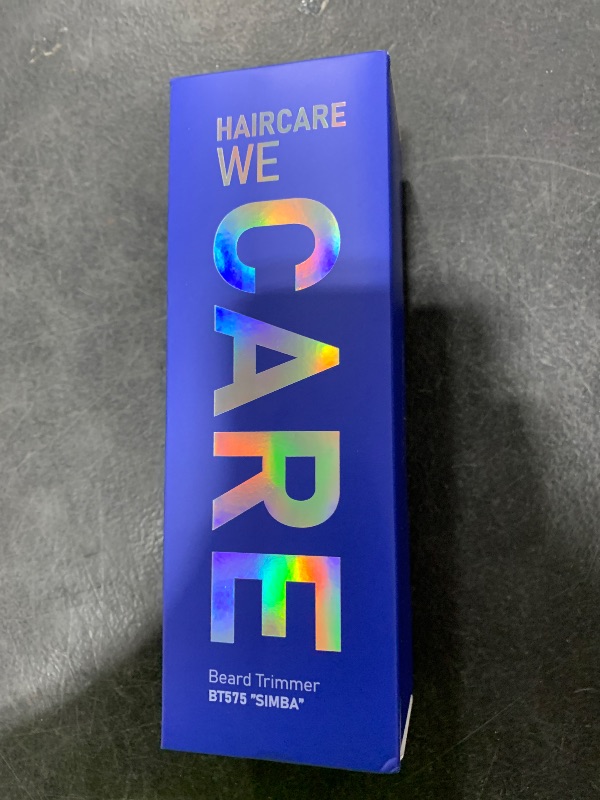 HAIRCARE
WE
CARE
Beard Trimmer
BT575 "SIMBA"